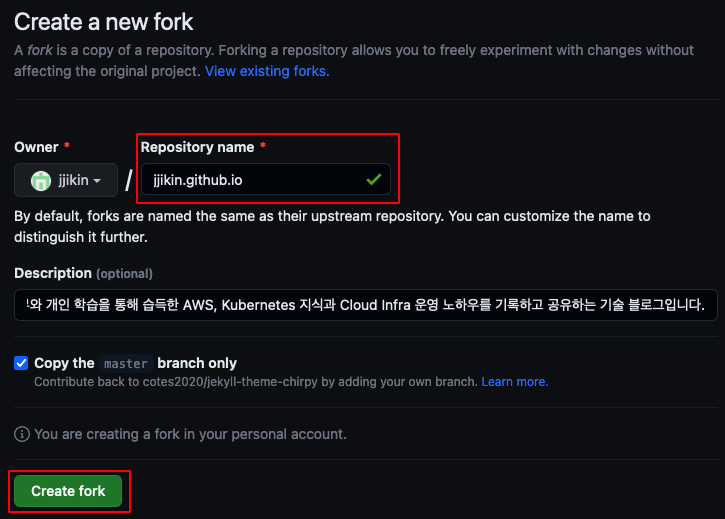 Create a new fork
A fork is a copy of a repository. Forking a repository allows you to freely experiment with changes without
affecting the original project. View existing forks.
Owner *
Repository name *
jjikin
/
jjikin.github.io
By default, forks are named the same as their upstream repository. You can customize the name to
distinguish it further.
Description (optional)
개인 학습을 통해 습득한 AWS, Kubernetes 지식과 Cloud Infra 운영 노하우를 기록하고 공유하는 기술 블로그입니다.
Copy the master branch only
Contribute back to cotes2020/jekyll-theme-chirpy by adding your own branch. Learn more.
You are creating a fork in your personal account.
Create fork